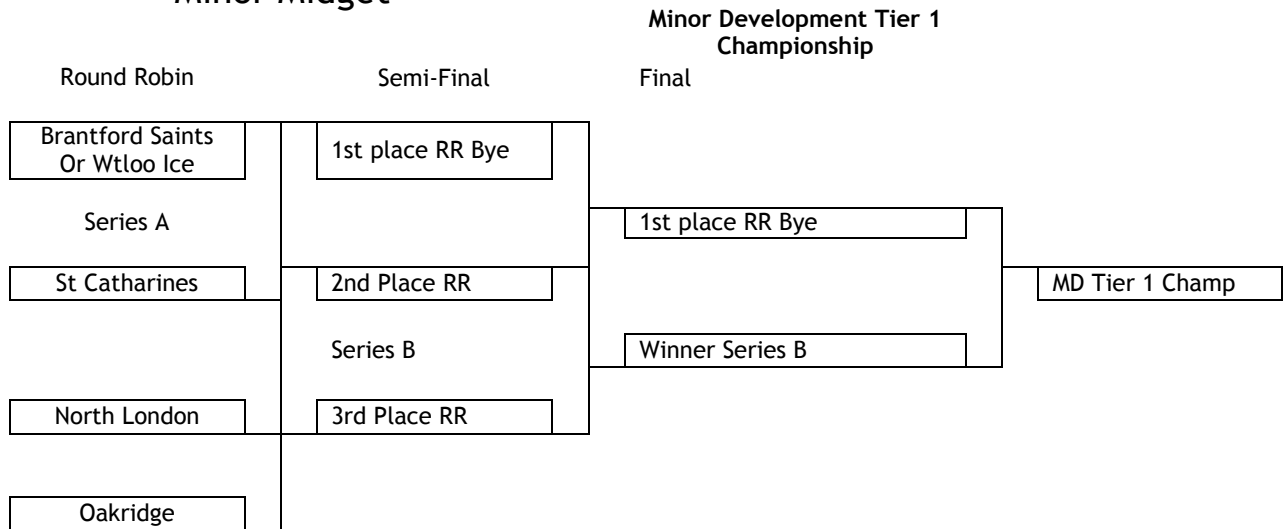 Minor Midget
Minor Development Tier 1
Championship
Round Robin
Semi-Final
Final
Brantford Saints
Or Wtloo Ice
1st place RR Bye
Series A
1st place RR Bye
St Catharines
2nd Place RR
MD Tier 1 Champ
Series B
Winner Series B
North London
3rd Place RR
Oakridge